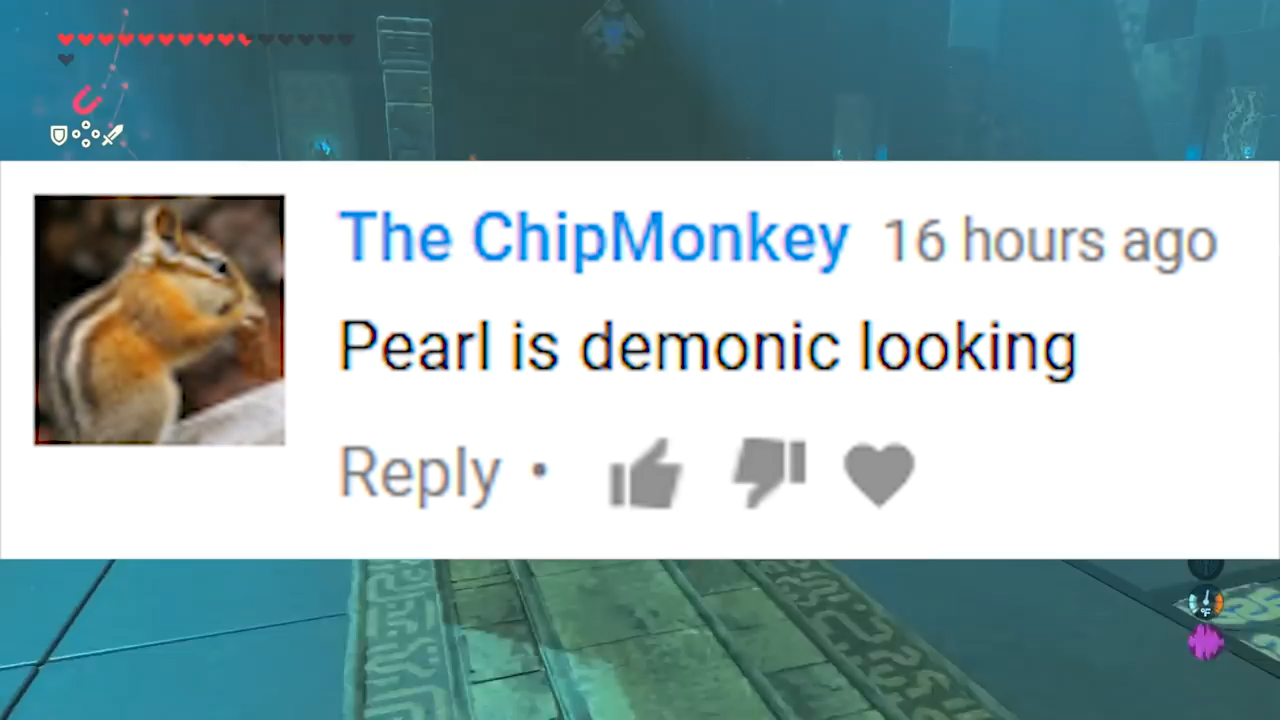 The ChipMonkey 16 hours ago
Pearl is demonic looking
Reply •